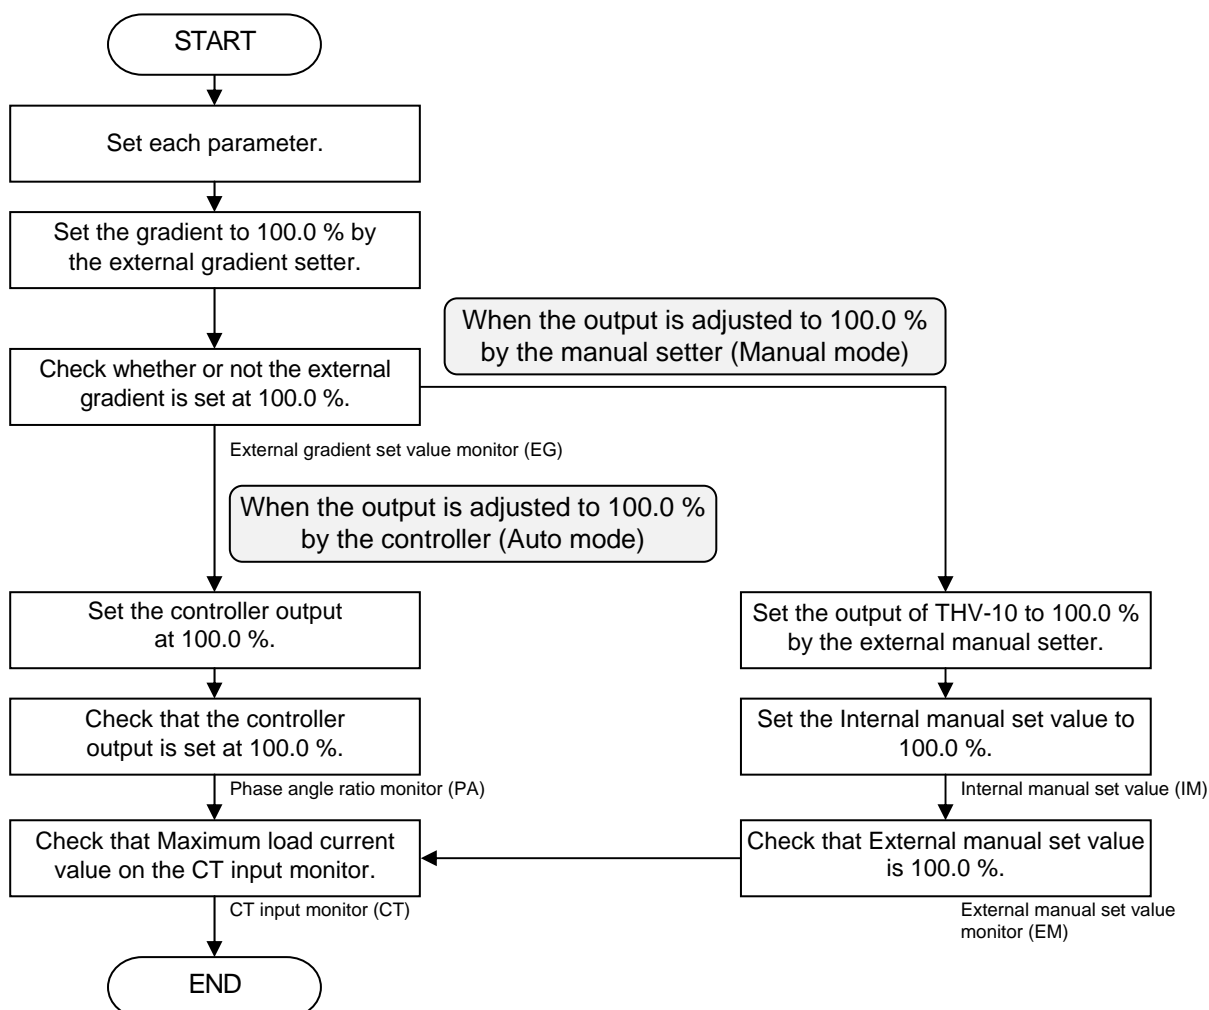 START
Set each parameter.
Set the gradient to 100.0 % by
the external gradient setter.
When the output is adjusted to 100.0 %
by the manual setter (Manual mode)
Check whether or not the external
gradient is set at 100.0 %.
External gradient set value monitor (EG)
When the output is adjusted to 100.0 %
by the controller (Auto mode)
Set the controller output
at 100.0 %.
Set the output of THV-10 to 100.0 %
by the external manual setter.
Check that the controller
output is set at 100.0 %.
Set the Internal manual set value to
100.0 %.
Phase angle ratio monitor (PA)
Internal manual set value (IM)
Check that Maximum load current
value on the CT input monitor.
Check that External manual set value
is 100.0 %.
CT input monitor (CT)
External manual set value
monitor (EM)
END